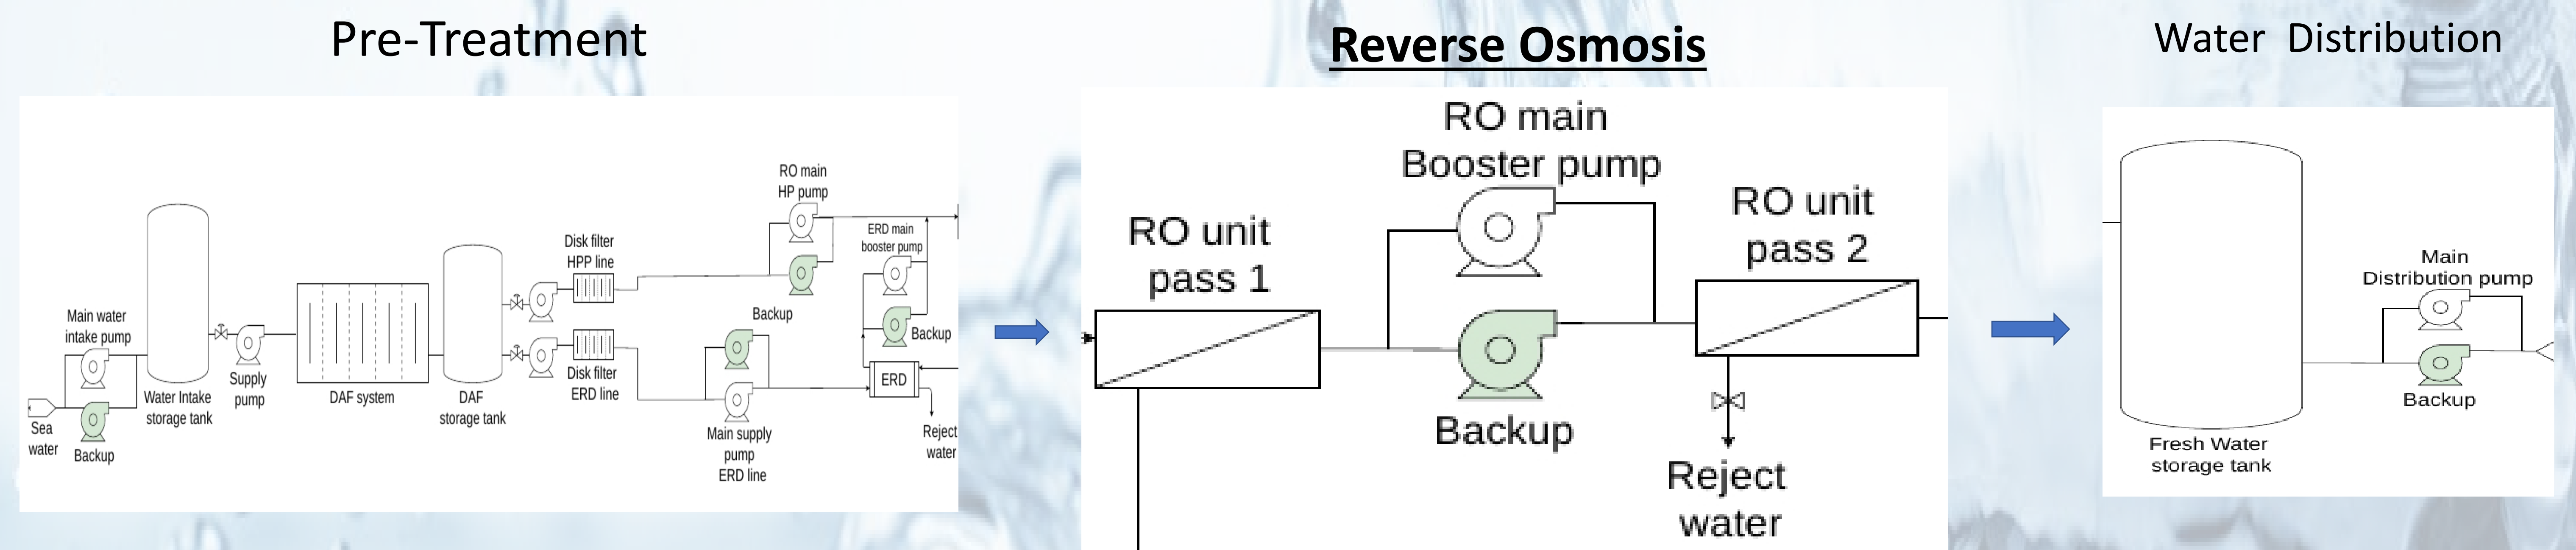 Pre-Treatment
Reverse Osmosis
Water Distribution
RO main
HP pump
ERD main
booster pump
Disk filter
HPP line
Backup
Backup
Main water
intake pump
Supply
pump
Disk filter
ERD line
ERD
Water Intake
storage tank
DAF system
DAF
storage tank
Sea
water
Backup
Main supply
pump
ERD line
Reject
water
RO main
Booster pump
RO unit
pass 1
RO unit
pass 2
Backup
Reject
water
Main
Distribution pump
Backup
Fresh Water
storage tank